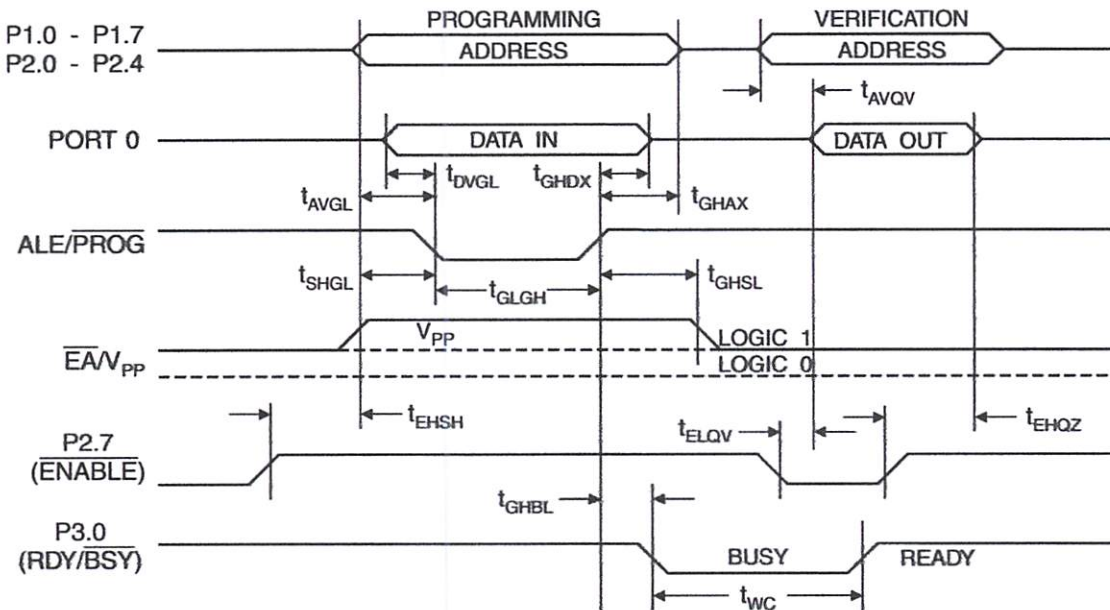 PROGRAMMING VERIFICATION
P1.0 - P1.7
P2.0 - P2.4
ADDRESS ADDRESS
tAVQV
PORT 0 DATA IN DATA OUT
tDVGL tGHDX
tAVGL tGHAX
ALE/PROG
tSHGL tGLGH tGHSL
VPP LOGIC 1
EA/VPP LOGIC 0
tEHSH tELQV tEHQZ
P2.7
(ENABLE)
tGHBL
P3.0
(RDY/BSY) BUSY READY
tWC